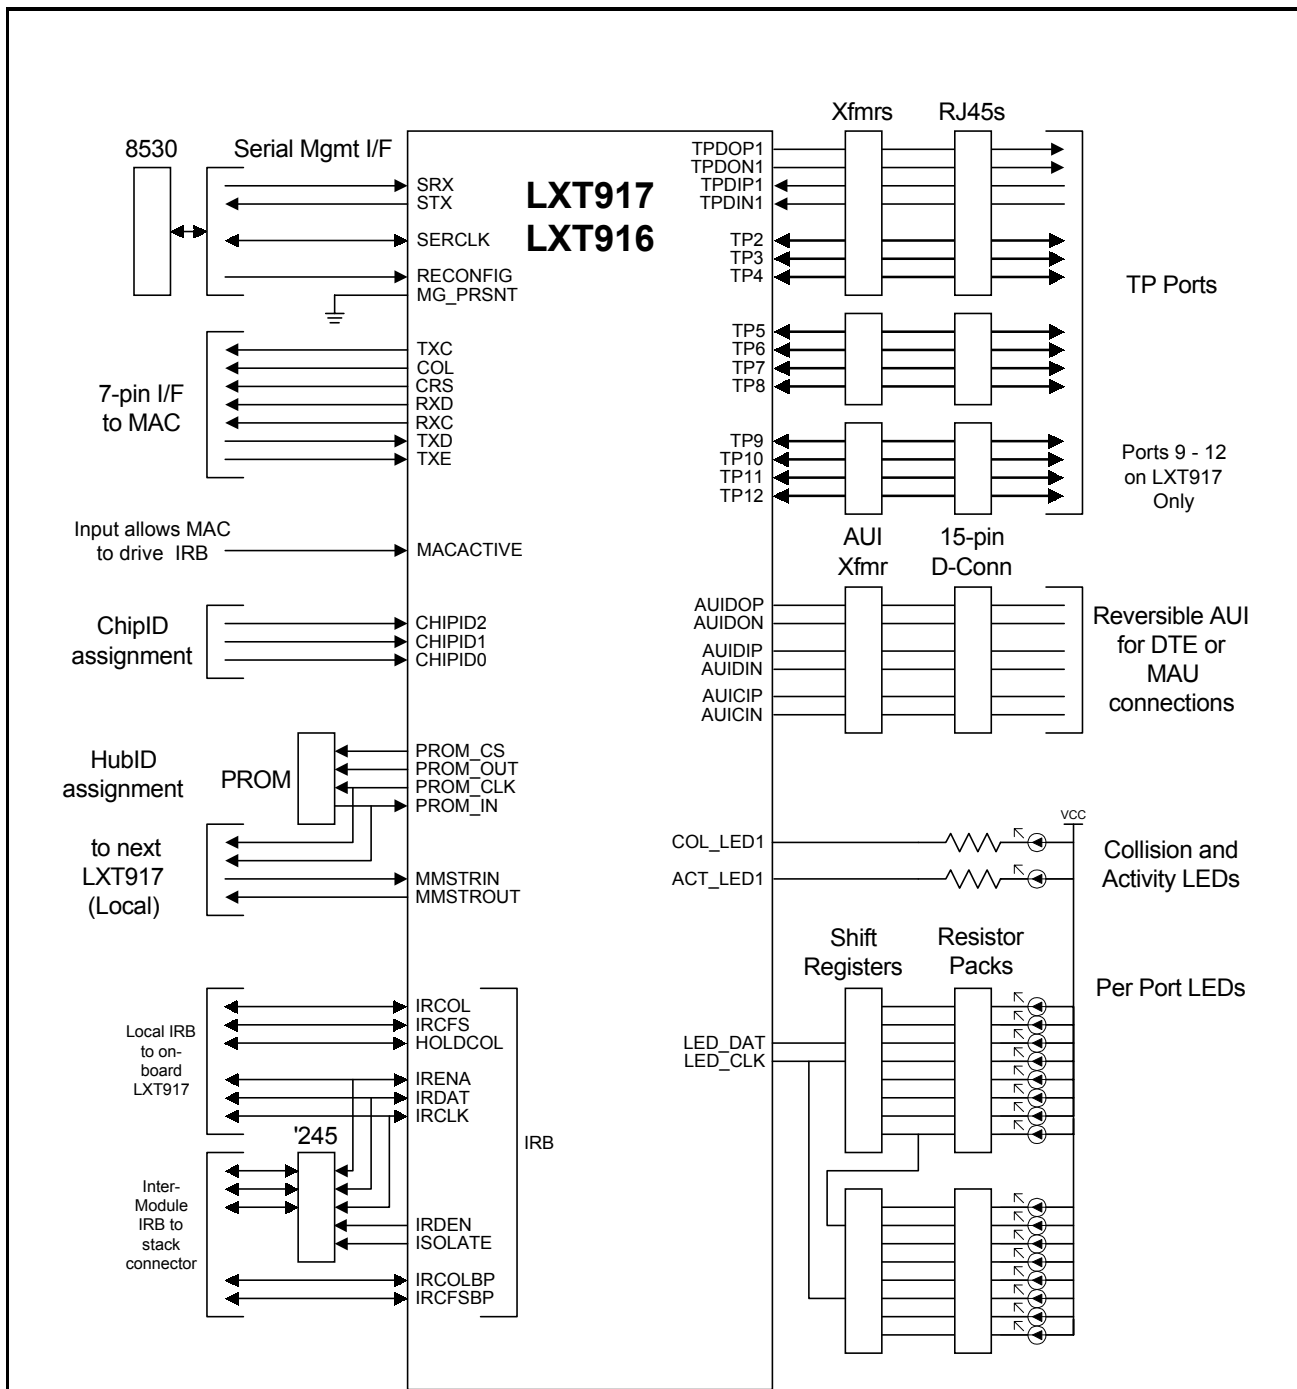 Xfmrs
RJ45s
8530
Serial Mgmt I/F
LXT917
LXT916
SRX
STX
SERCLK
RECONFIG
MG_PRSNT
TPDOP1
TPDON1
TPDIP1
TPDIN1
TP2
TP3
TP4
TP Ports
7-pin I/F
to MAC
TXC
COL
CRS
RXD
RXC
TXD
TXE
TP5
TP6
TP7
TP8
TP9
TP10
TP11
TP12
Ports 9 - 12
on LXT917
Only
Input allows MAC
to drive IRB
MACACTIVE
AUI
Xfmr
15-pin
D-Conn
ChipID
assignment
CHIPID2
CHIPID1
CHIPID0
AUIDOP
AUIDON
AUIDIP
AUIDIN
AUICIP
AUICIN
Reversible AUI
for DTE or
MAU
connections
HubID
assignment
PROM
PROM_CS
PROM_OUT
PROM_CLK
PROM_IN
to next
LXT917
(Local)
MMSTRIN
MMSTROUT
VCC
COL_LED1
ACT_LED1
Collision and
Activity LEDs
Shift
Registers
Resistor
Packs
Per Port LEDs
LED_DAT
LED_CLK
Local IRB
to on-
board
LXT917
IRCOL
IRCFS
HOLDCOL
IRENA
IRDAT
IRCLK
'245
IRB
Inter-
Module
IRB to
stack
connector
IRDEN
ISOLATE
IRCOLBP
IRCFSBP